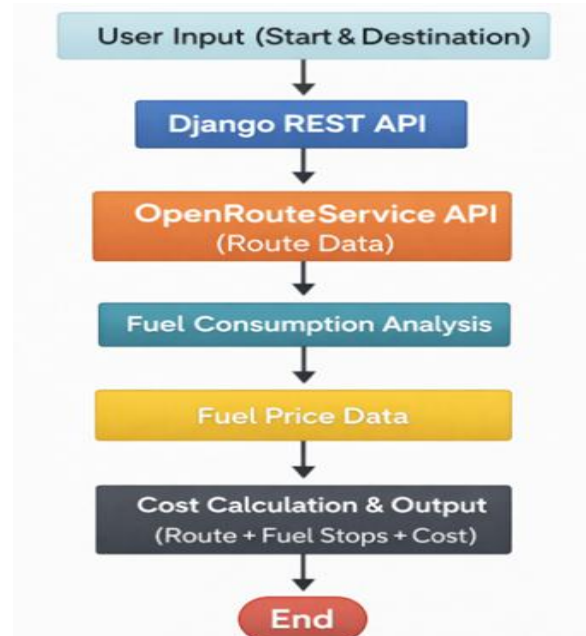 User Input (Start & Destination)
Django REST API
OpenRouteService API
(Route Data)
Fuel Consumption Analysis
Fuel Price Data
Cost Calculation & Output
(Route + Fuel Stops + Cost)
End